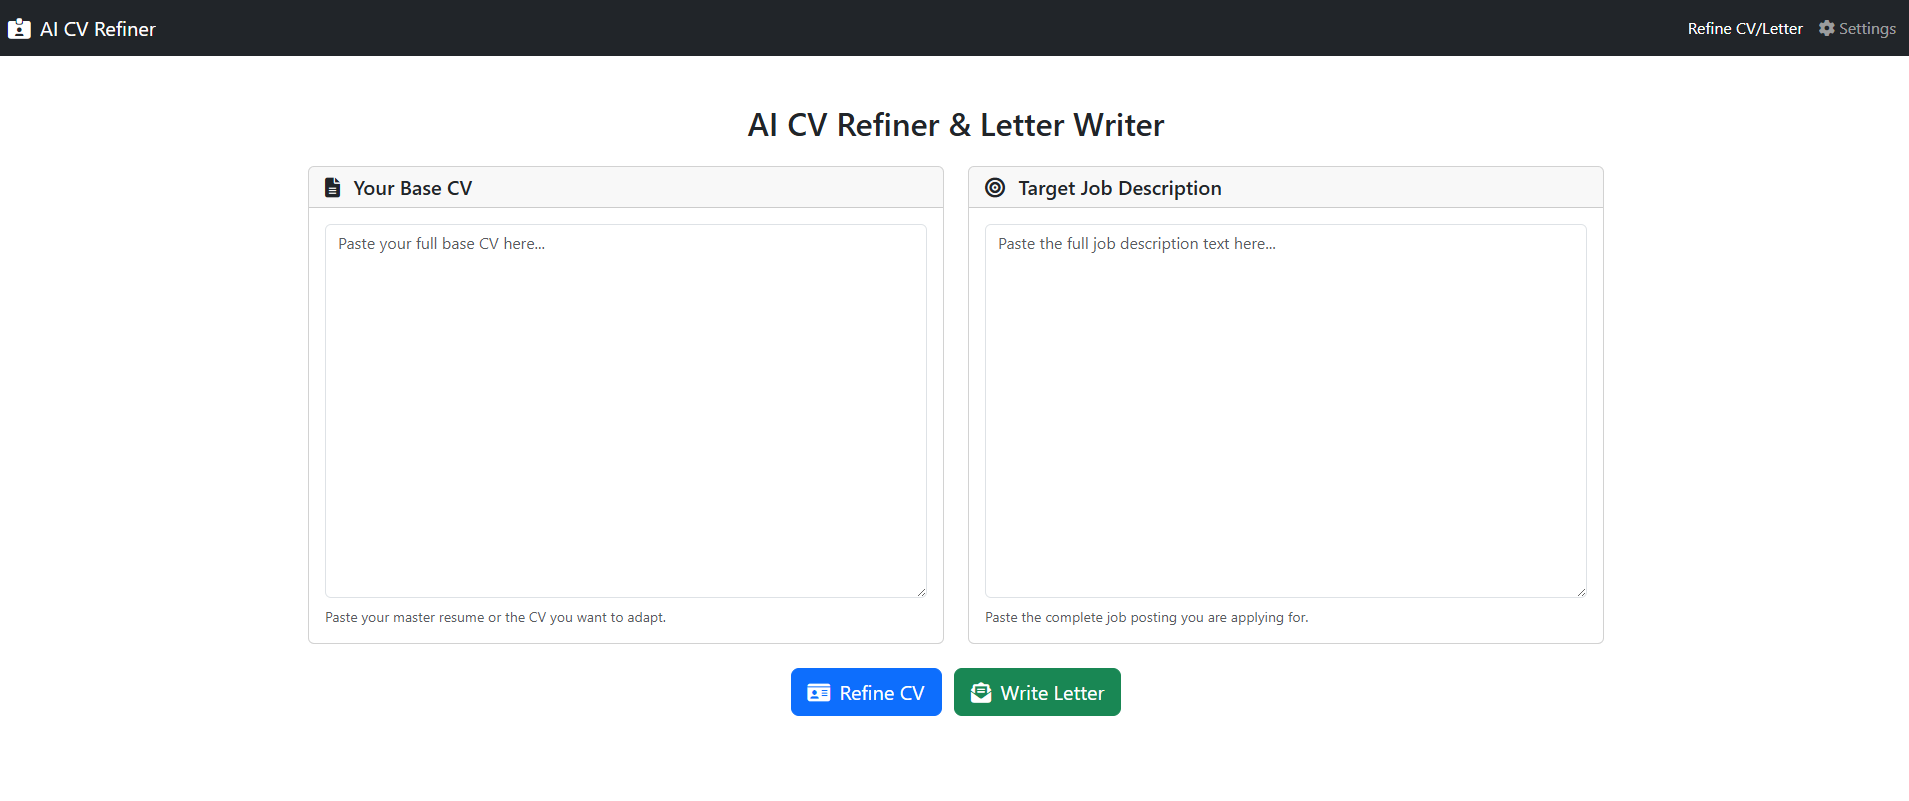 AI CV Refiner
Refine CV/Letter
Settings
AI CV Refiner & Letter Writer
Your Base CV
Paste your full base CV here...
Paste your master resume or the CV you want to adapt.
Target Job Description
Paste the full job description text here...
Paste the complete job posting you are applying for.
Refine CV
Write Letter